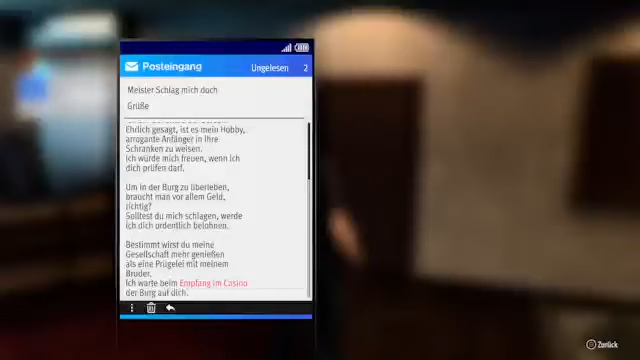 Posteingang
Ungelesen 2
Meister Schlag mich doch
Grüße
Ehrlich gesagt, ist es mein Hobby,
arrogante Anfänger in ihre
Schranken zu weisen.
Ich würde mich freuen, wenn ich
dich prüfen darf.
Um in der Burg zu überleben,
braucht man vor allem Geld,
richtig?
Solltest du mich schlagen, werde
ich dich ordentlich belohnen.
Bestimmt wirst du meine
Gesellschaft mehr genießen
als eine Prügelei mit meinem
Bruder.
Ich warte beim Empfang im Casino
der Burg auf dich.
Zurück